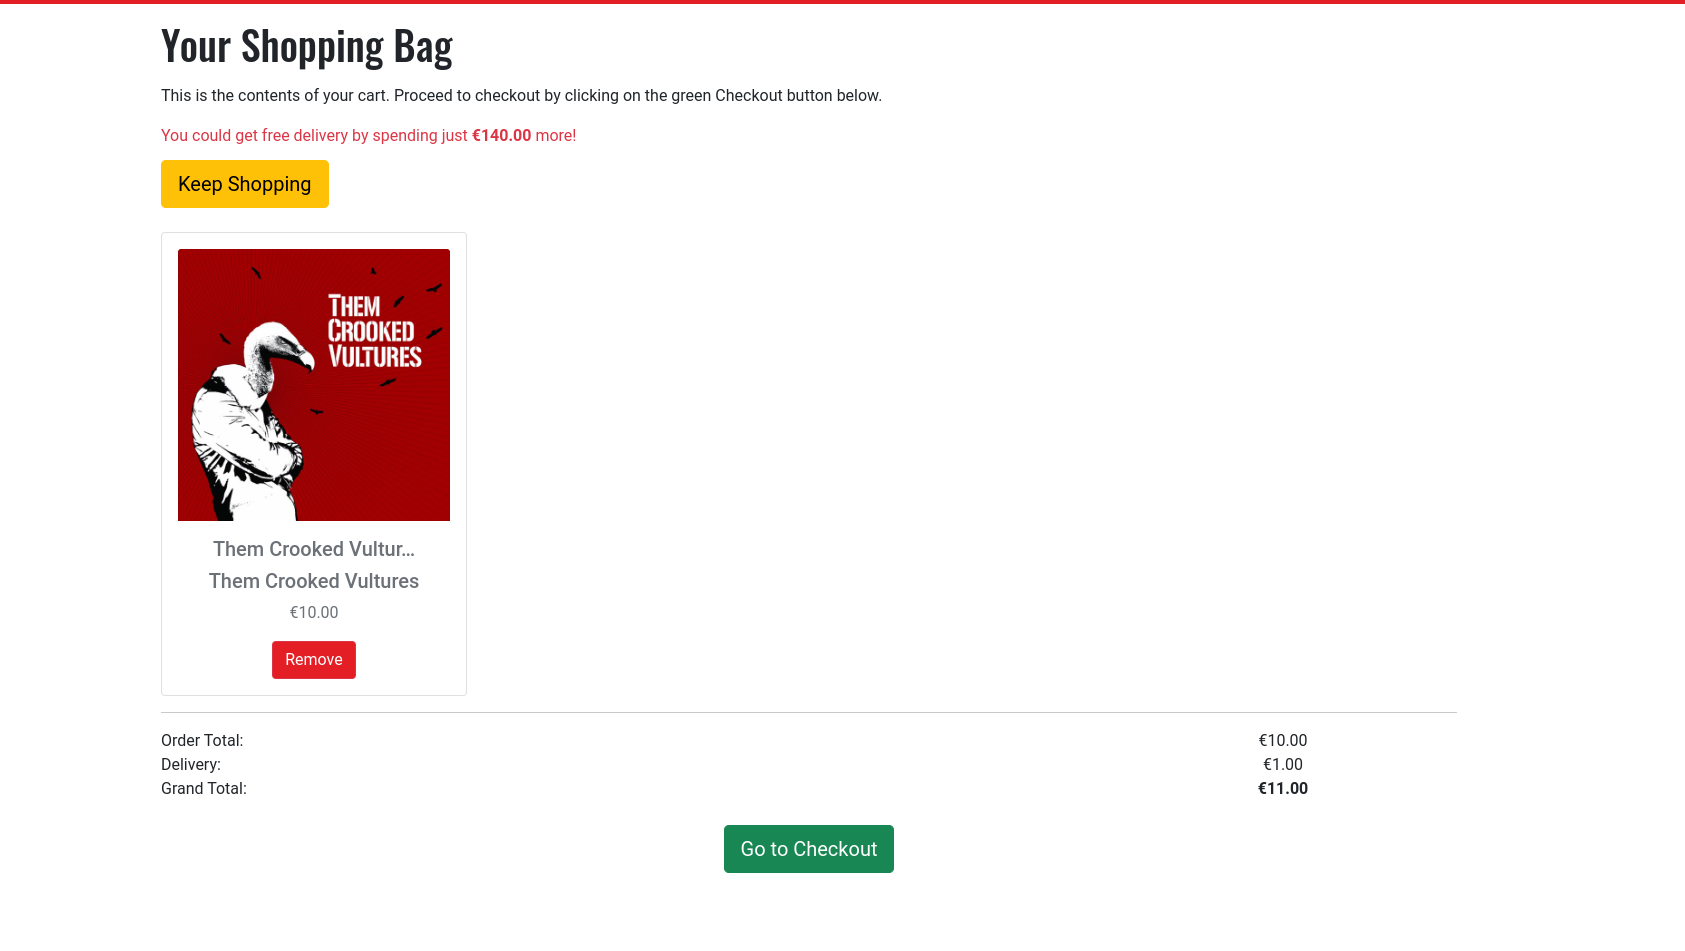 Your Shopping Bag
This is the contents of your cart. Proceed to checkout by clicking on the green Checkout button below.
You could get free delivery by spending just €140.00 more!
Keep Shopping
THEM
CROOKED
VULTURES
Them Crooked Vultur...
Them Crooked Vultures
€10.00
Remove
Order Total: €10.00
Delivery: €1.00
Grand Total: €11.00
Go to Checkout